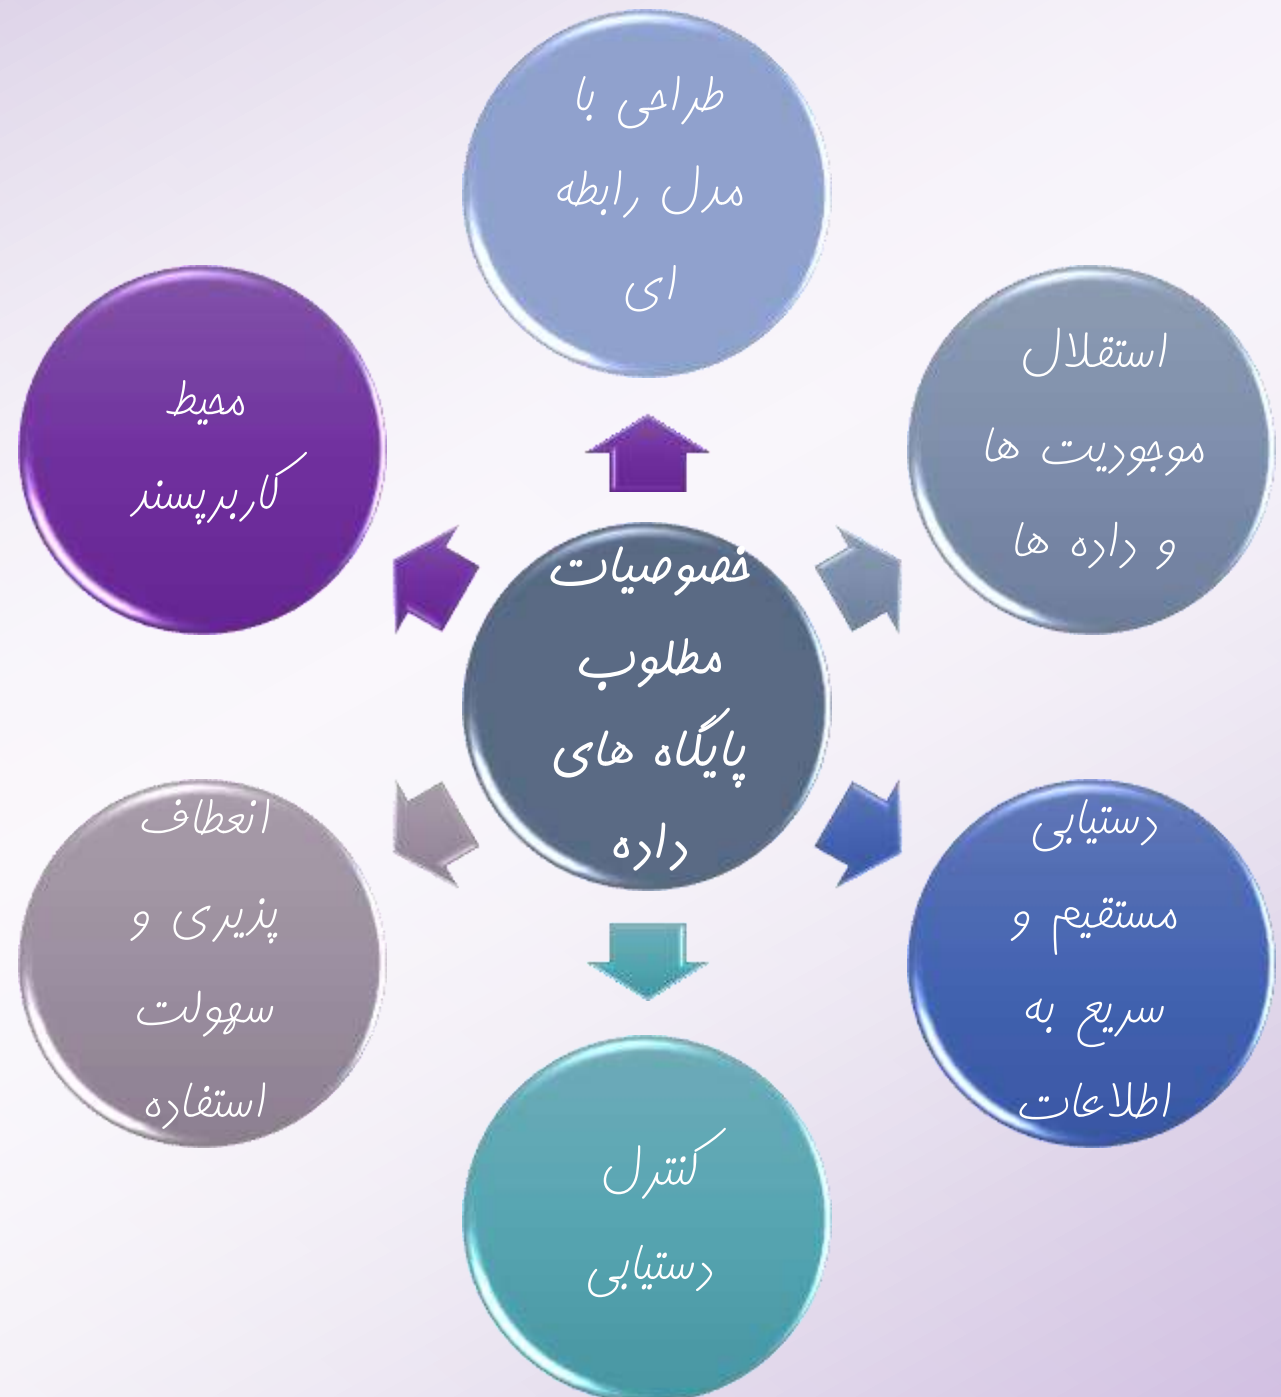 طراحی با
مدل رابطه
ای
استقلال
موجودیت ها
و داده ها
دستیابی
مستقیم و
سریع به
اطلاعات
کنترل
دستیابی
انعطاف
پزیری و
سهولت
استفاده
محیط
کاربرپسند
خصوصیات
مطلوب
پایگاه های
داده